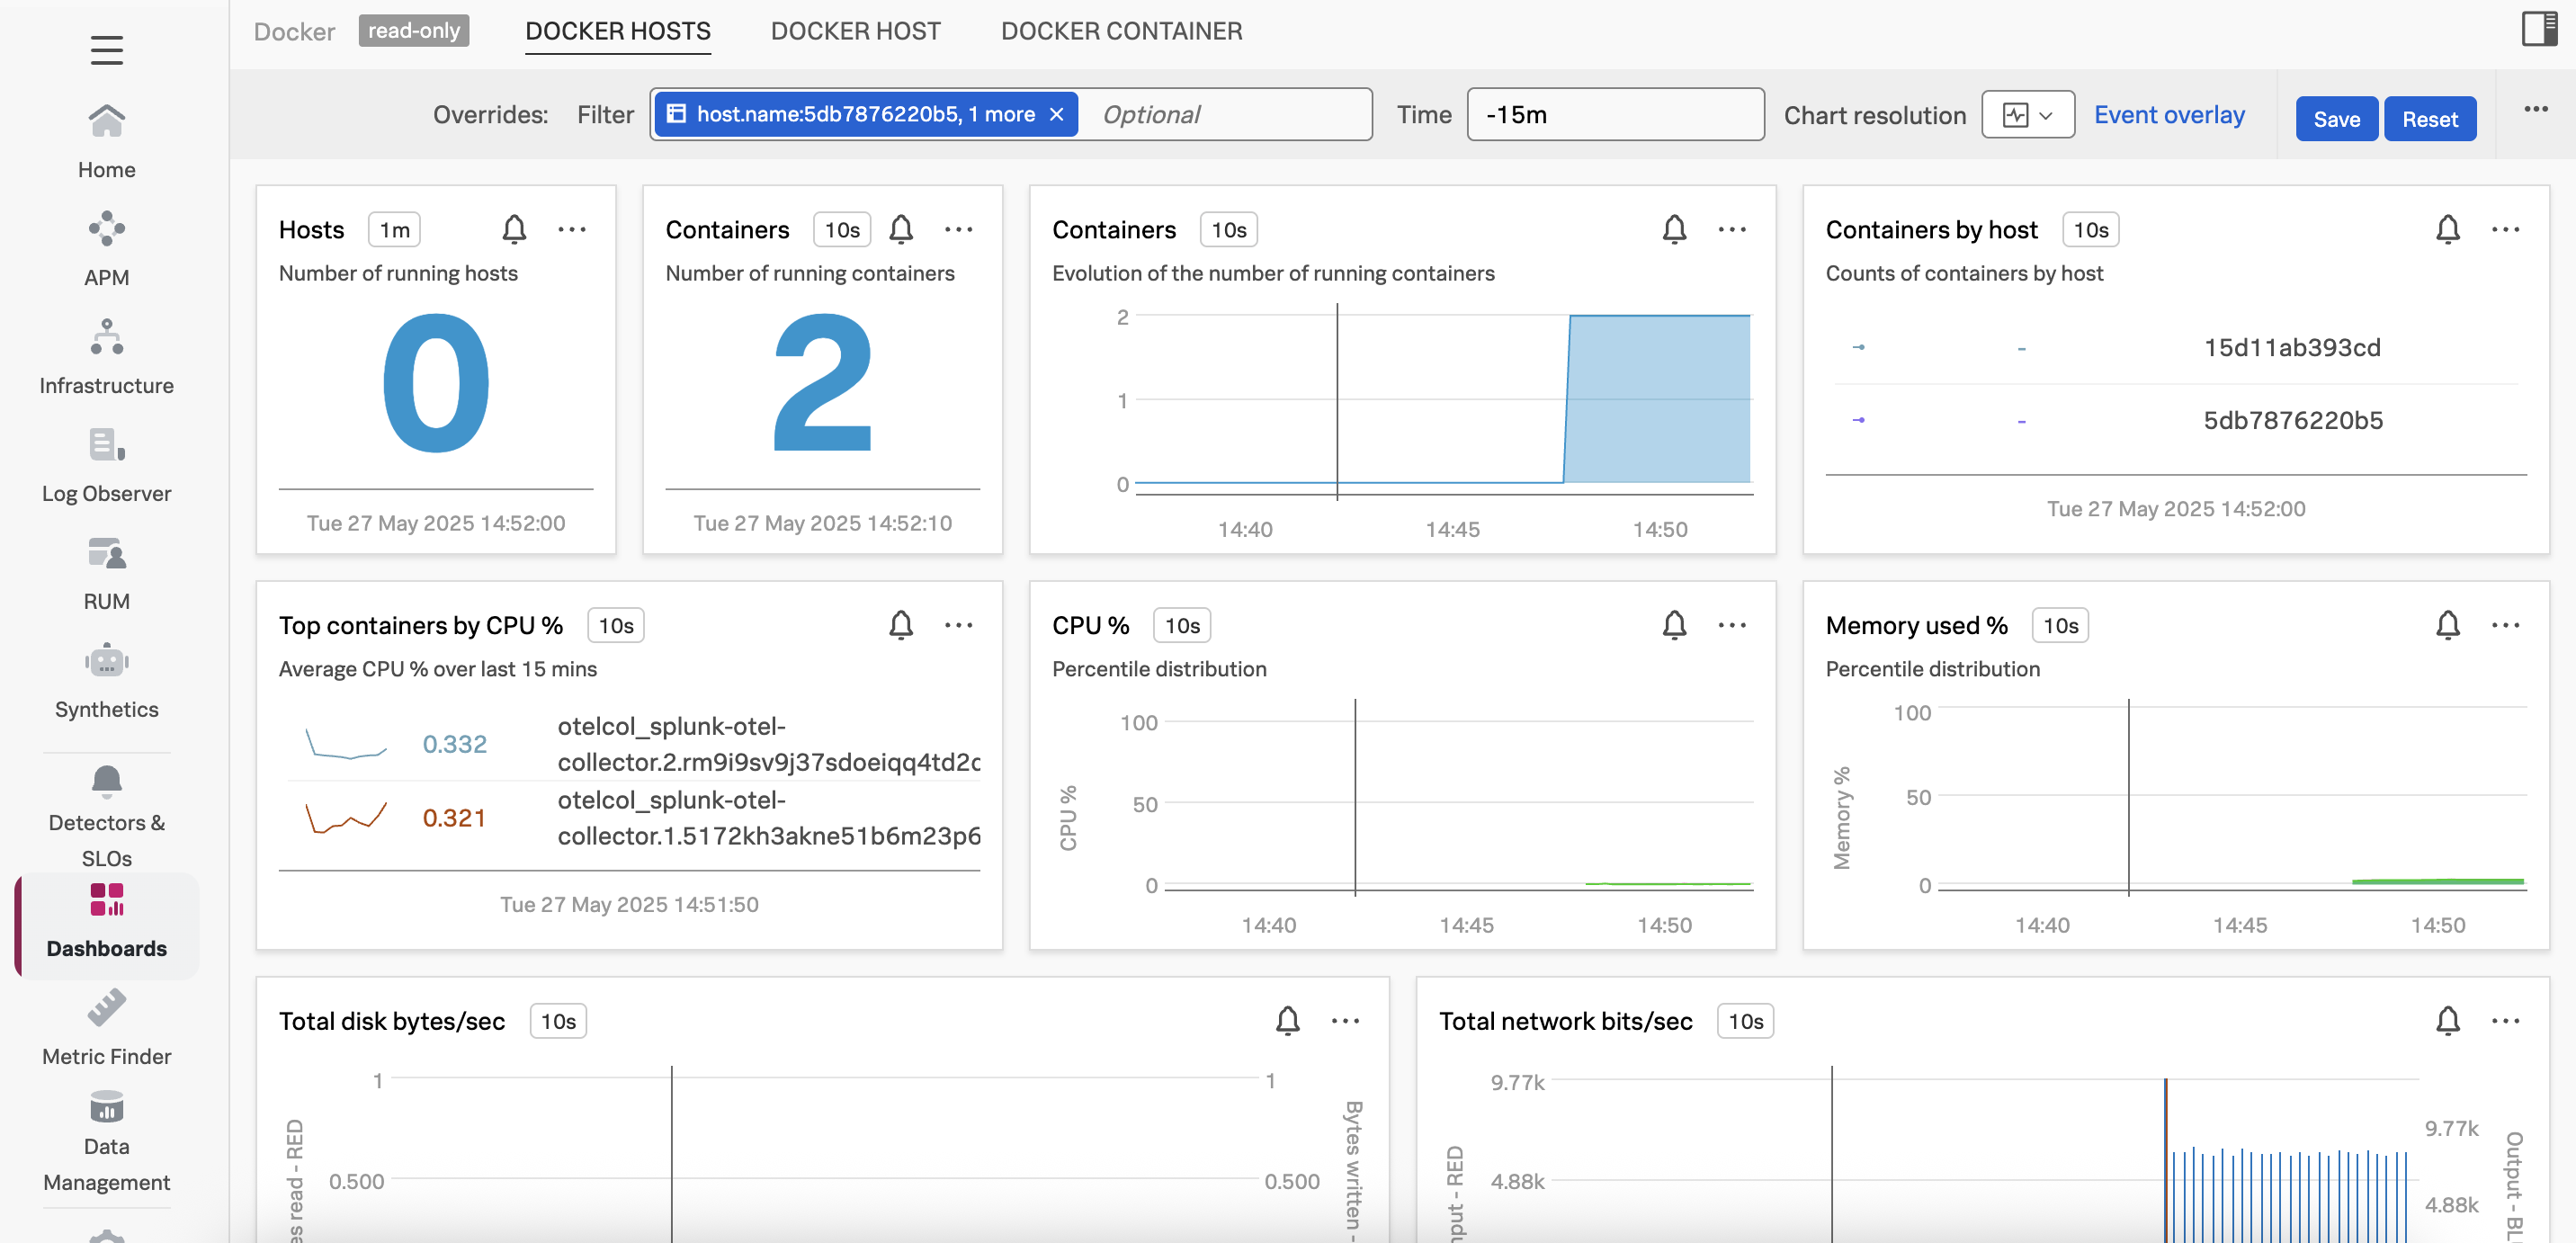 Docker read-only DOCKER HOSTS DOCKER HOST DOCKER CONTAINER
Overrides: Filter host.name:5db7876220b5, 1 more × Optional Time -15m Chart resolution Event overlay Save Reset
Home
APM
Infrastructure
Log Observer
RUM
Synthetics
Detectors &
SLOs
Dashboards
Metric Finder
Data
Management
Hosts 1m
Number of running hosts
0
Tue 27 May 2025 14:52:00
Containers 10s
Number of running containers
2
Tue 27 May 2025 14:52:10
Containers 10s
Evolution of the number of running containers
2
1
0
14:40 14:45 14:50
Containers by host 10s
Counts of containers by host
- 15d11ab393cd
- 5db7876220b5
Tue 27 May 2025 14:52:00
Top containers by CPU % 10s
Average CPU % over last 15 mins
0.332 otelcol_splunk-otel-
collector.2.rm9i9sv9j37sdoeiqq4td2c
0.321 otelcol_splunk-otel-
collector.1.5172kh3akne51b6m23p6
Tue 27 May 2025 14:51:50
CPU % 10s
Percentile distribution
CPU %
100
50
0
14:40 14:45 14:50
Memory used % 10s
Percentile distribution
Memory %
100
50
0
14:40 14:45 14:50
Total disk bytes/sec 10s
1 1
0.500 0.500
es read - RED
Bytes written -
Total network bits/sec 10s
9.77k
4.88k
9.77k
4.88k
nput - RED
Output - BL